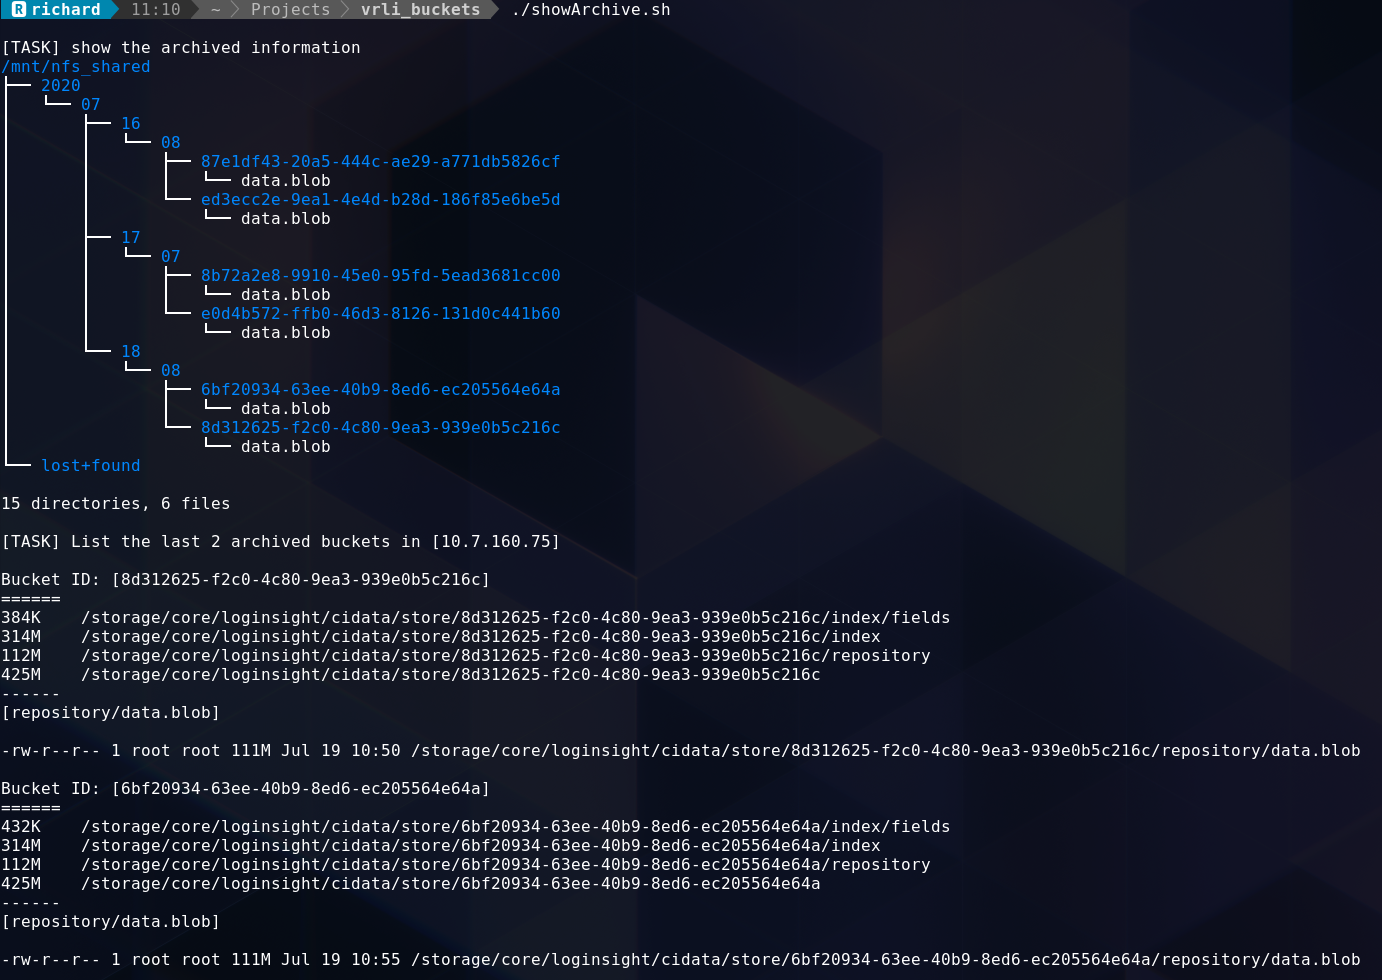 R richard 11:10 ~ Projects vrli_buckets ./showArchive.sh
[TASK] show the archived information
/mnt/nfs_shared
├── 2020
│   └── 07
│       ├── 16
│       │   └── 08
│       │       ├── 87e1df43-20a5-444c-ae29-a771db5826cf
│       │       │   └── data.blob
│       │       └── ed3ecc2e-9ea1-4e4d-b28d-186f85e6be5d
│       │           └── data.blob
│       ├── 17
│       │   └── 07
│       │       ├── 8b72a2e8-9910-45e0-95fd-5ead3681cc00
│       │       │   └── data.blob
│       │       └── e0d4b572-ffb0-46d3-8126-131d0c441b60
│       │           └── data.blob
│       └── 18
│           └── 08
│               ├── 6bf20934-63ee-40b9-8ed6-ec205564e64a
│               │   └── data.blob
│               └── 8d312625-f2c0-4c80-9ea3-939e0b5c216c
│                   └── data.blob
└── lost+found
15 directories, 6 files
[TASK] List the last 2 archived buckets in [10.7.160.75]
Bucket ID: [8d312625-f2c0-4c80-9ea3-939e0b5c216c]
======
384K    /storage/core/loginsight/cidata/store/8d312625-f2c0-4c80-9ea3-939e0b5c216c/index/fields
314M    /storage/core/loginsight/cidata/store/8d312625-f2c0-4c80-9ea3-939e0b5c216c/index
112M    /storage/core/loginsight/cidata/store/8d312625-f2c0-4c80-9ea3-939e0b5c216c/repository
425M    /storage/core/loginsight/cidata/store/8d312625-f2c0-4c80-9ea3-939e0b5c216c
------
[repository/data.blob]
-rw-r--r-- 1 root root 111M Jul 19 10:50 /storage/core/loginsight/cidata/store/8d312625-f2c0-4c80-9ea3-939e0b5c216c/repository/data.blob
Bucket ID: [6bf20934-63ee-40b9-8ed6-ec205564e64a]
======
432K    /storage/core/loginsight/cidata/store/6bf20934-63ee-40b9-8ed6-ec205564e64a/index/fields
314M    /storage/core/loginsight/cidata/store/6bf20934-63ee-40b9-8ed6-ec205564e64a/index
112M    /storage/core/loginsight/cidata/store/6bf20934-63ee-40b9-8ed6-ec205564e64a/repository
425M    /storage/core/loginsight/cidata/store/6bf20934-63ee-40b9-8ed6-ec205564e64a
------
[repository/data.blob]
-rw-r--r-- 1 root root 111M Jul 19 10:55 /storage/core/loginsight/cidata/store/6bf20934-63ee-40b9-8ed6-ec205564e64a/repository/data.blob